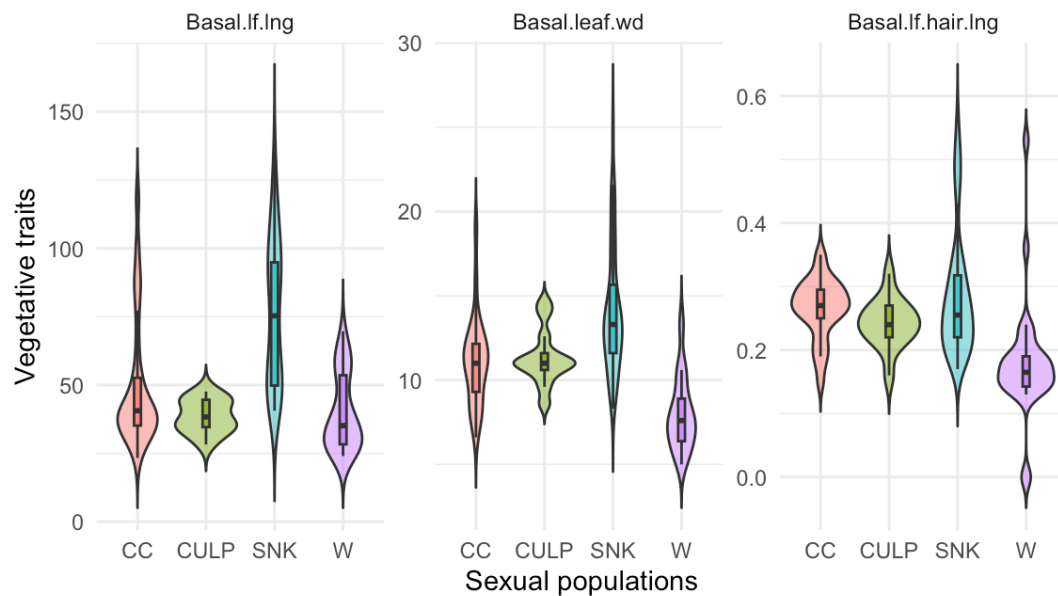 Basal.lf.lng
Basal.leaf.wd
Basal.lf.hair.lng
Vegetative traits
150
100
50
0
30
20
10
0.6
0.4
0.2
0.0
CC CULP SNK W
CC CULP SNK W
CC CULP SNK W
Sexual populations